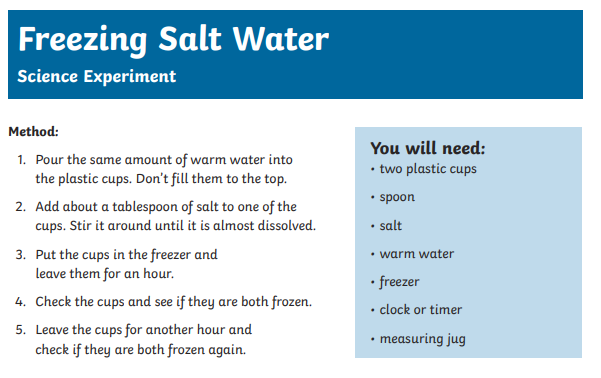 Freezing Salt Water
Science Experiment
Method:
1. Pour the same amount of warm water into
the plastic cups. Don't fill them to the top.
2. Add about a tablespoon of salt to one of the
cups. Stir it around until it is almost dissolved.
3. Put the cups in the freezer and
leave them for an hour.
4. Check the cups and see if they are both frozen.
5. Leave the cups for another hour and
check if they are both frozen again.
You will need:
• two plastic cups
• spoon
• salt
• warm water
• freezer
• clock or timer
• measuring jug